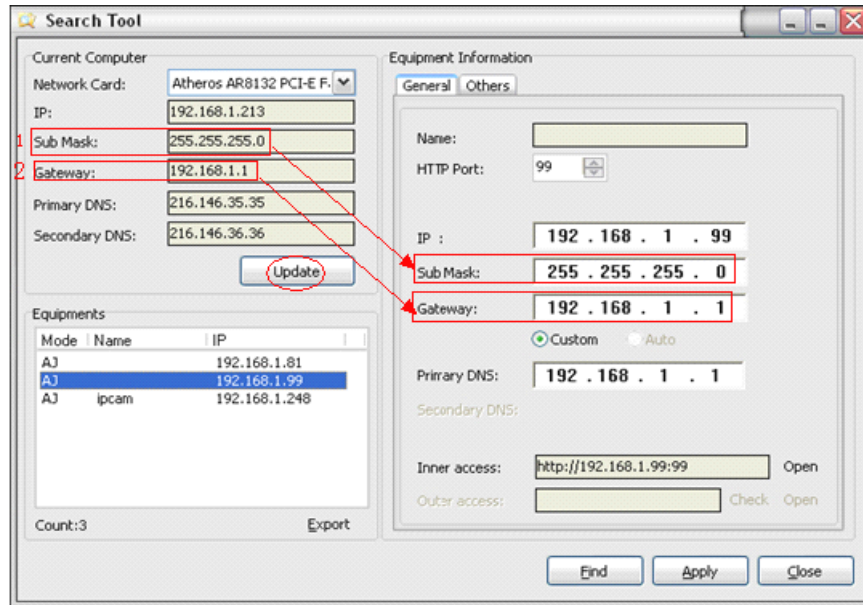 Search Tool
Current Computer
Network Card: Atheros AR8132 PCI-E F.
IP: 192.168.1.213
1 Sub Mask: 255.255.255.0
2 Gateway: 192.168.1.1
Primary DNS: 216.146.35.35
Secondary DNS: 216.146.36.36
Update
Equipments
Mode Name IP
AJ 192.168.1.81
AJ 192.168.1.99
AJ ipcam 192.168.1.248
Count:3 Export
Equipment Information
General Others
Name:
HTTP Port: 99
IP : 192 . 168 . 1 . 99
Sub Mask: 255 . 255 . 255 . 0
Gateway: 192 . 168 . 1 . 1
Custom Auto
Primary DNS: 192 . 168 . 1 . 1
Secondary DNS:
Inner access: http://192.168.1.99:99 Open
Outer access: Check Open
Find Apply Close